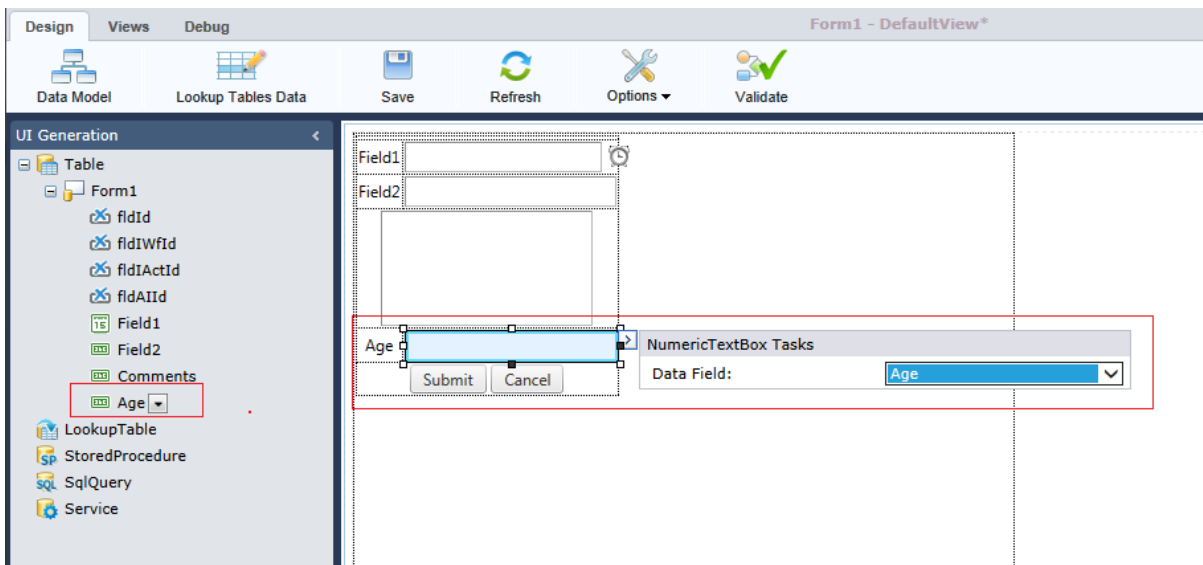 Design Views Debug Form1 - DefaultView*
Data Model Lookup Tables Data Save Refresh Options Validate
UI Generation
Table
Form1
fldId
fldIWfId
fldIActId
fldAIId
Field1
Field2
Comments
Age
LookupTable
StoredProcedure
SqlQuery
Service
Field1
Field2
Age
Submit Cancel
NumericTextBox Tasks
Data Field: Age